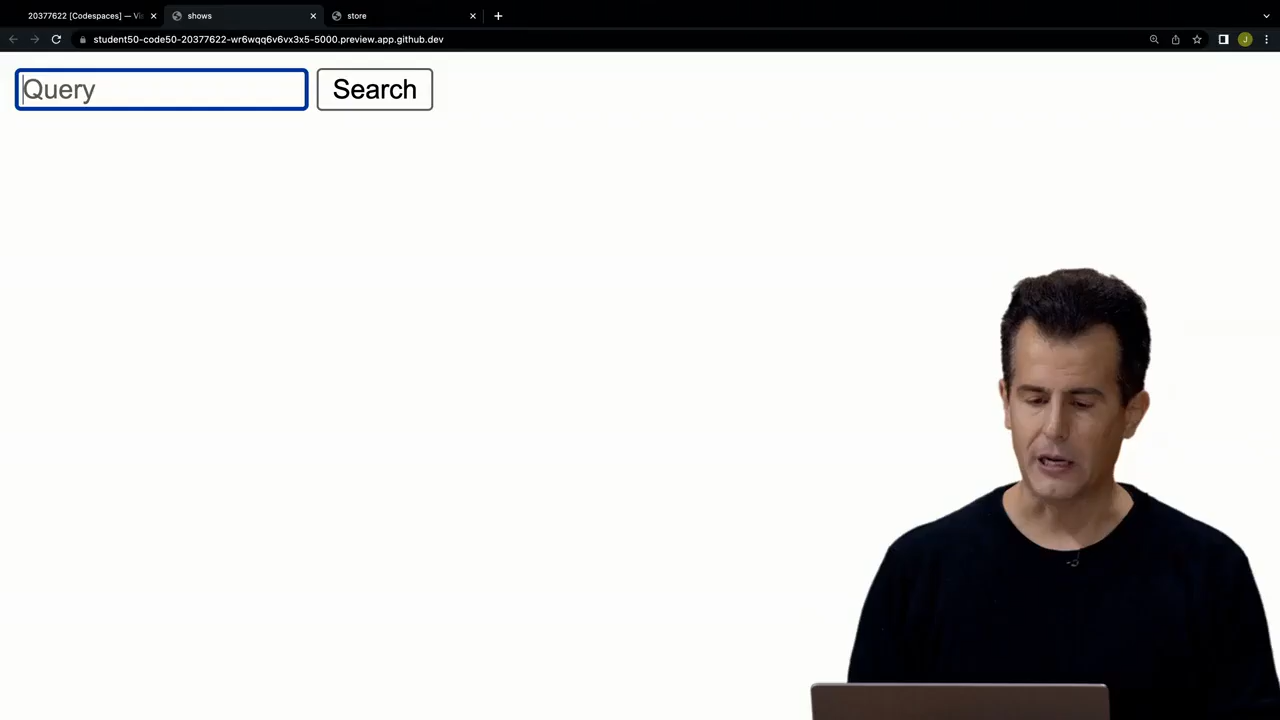 20377622 [Codespaces] — Vi
shows
store
student50-code50-20377622-wr6wqq6v6vx3x5-5000.preview.app.github.dev
J
Query
Search